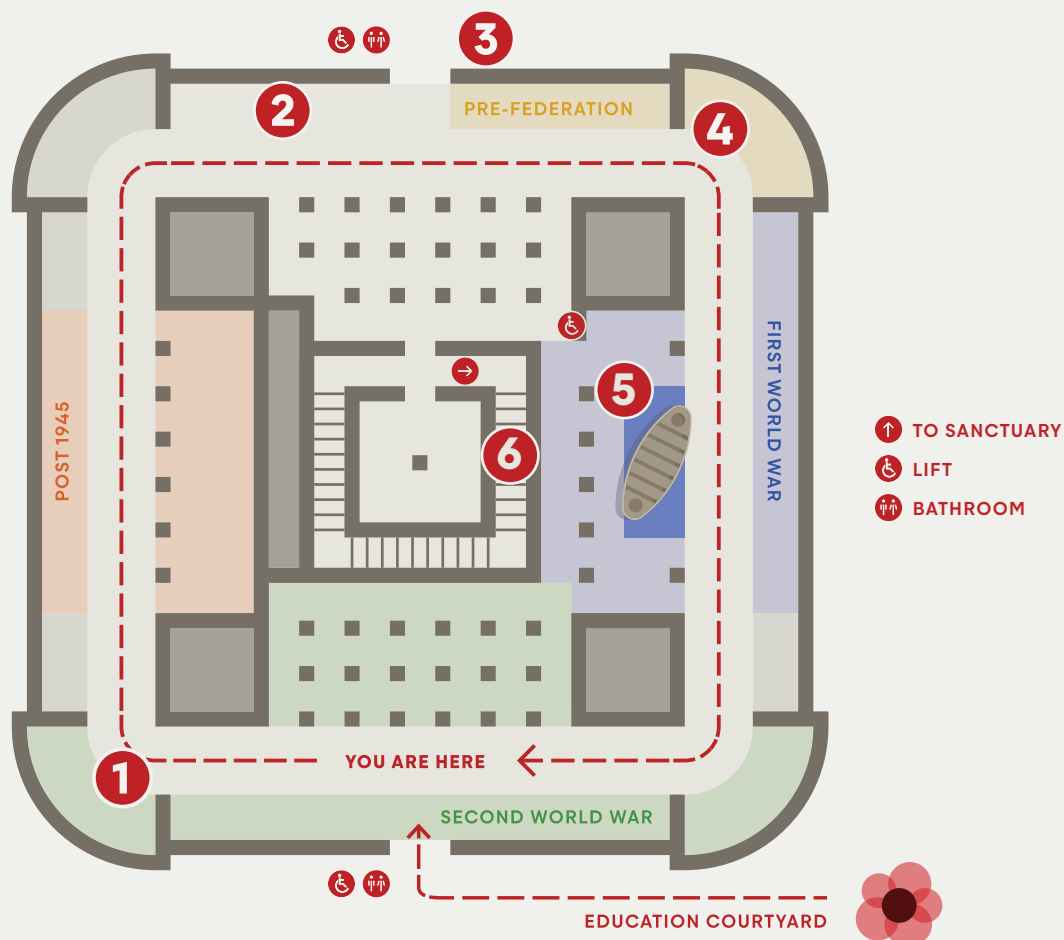 3
2
PRE-FEDERATION
4
FIRST WORLD WAR
5
POST 1945
6
TO SANCTUARY
LIFT
BATHROOM
YOU ARE HERE
1
SECOND WORLD WAR
EDUCATION COURTYARD